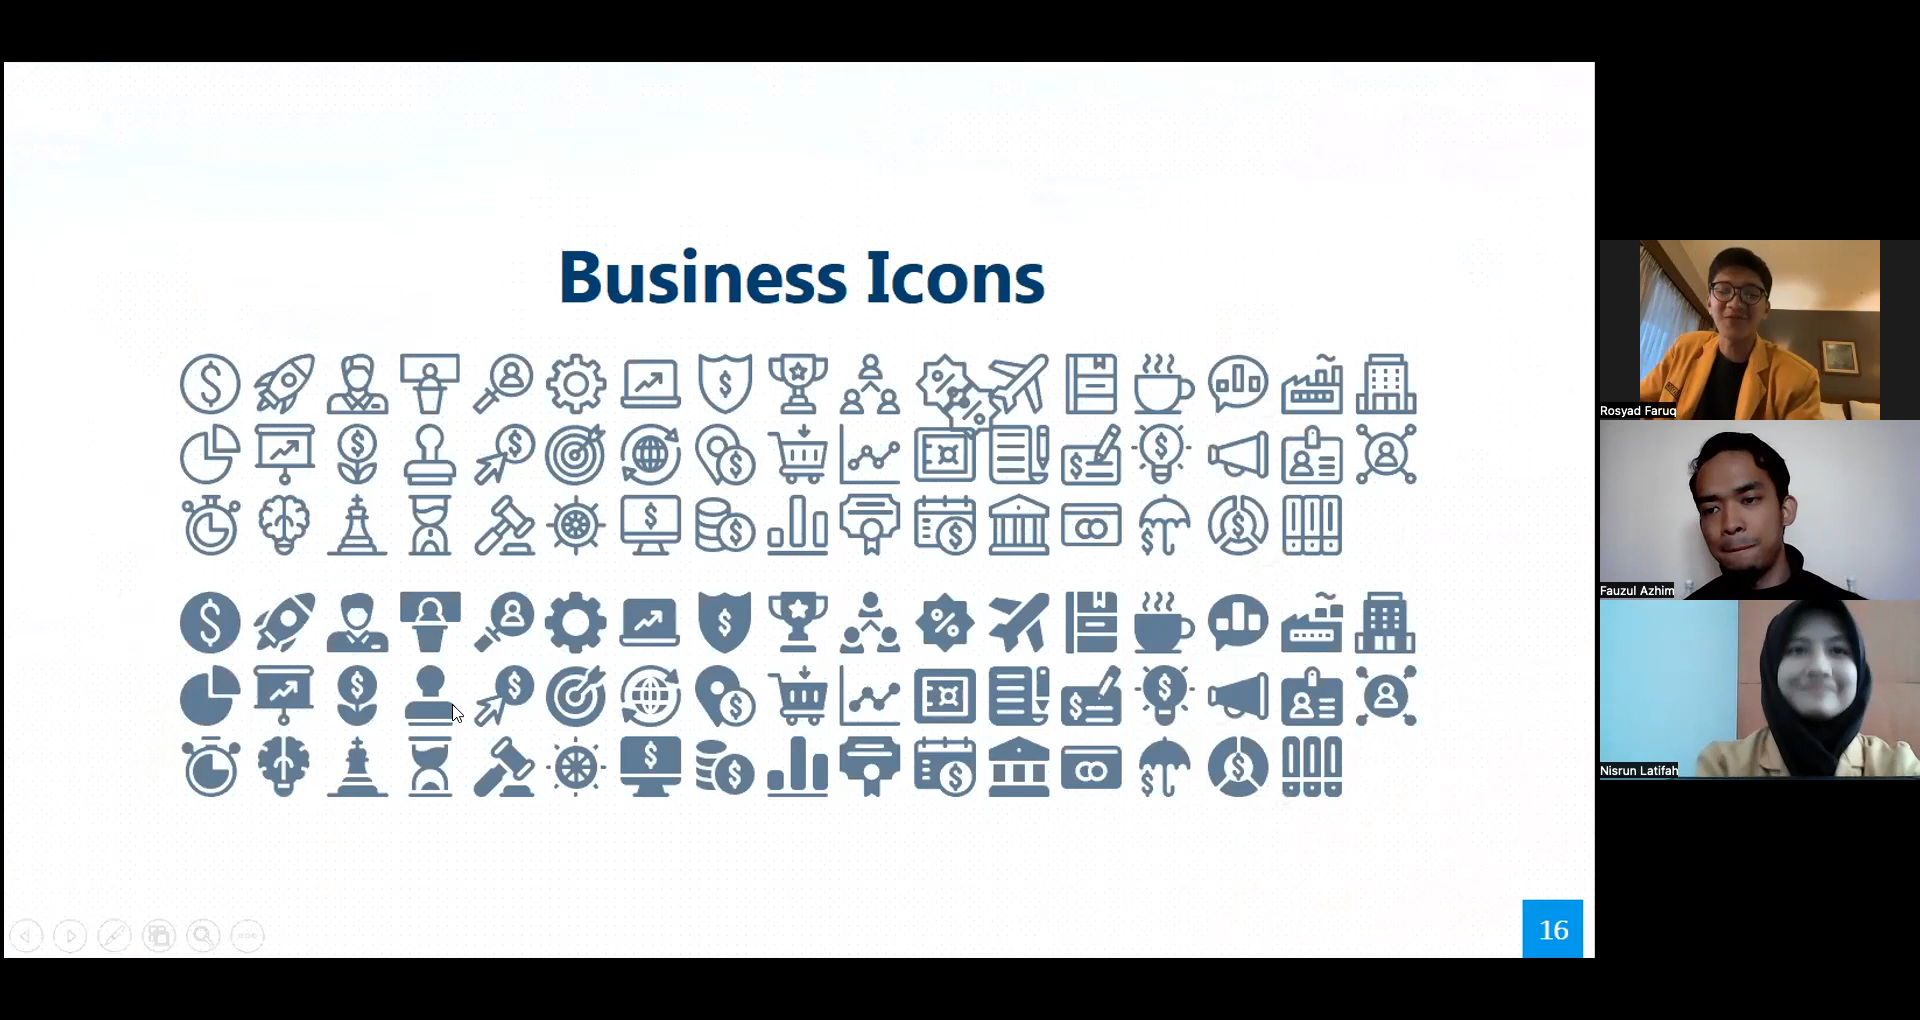 Business Icons
16
Rosyad Faruq
Fauzul Azhim
Nisrun Latifah